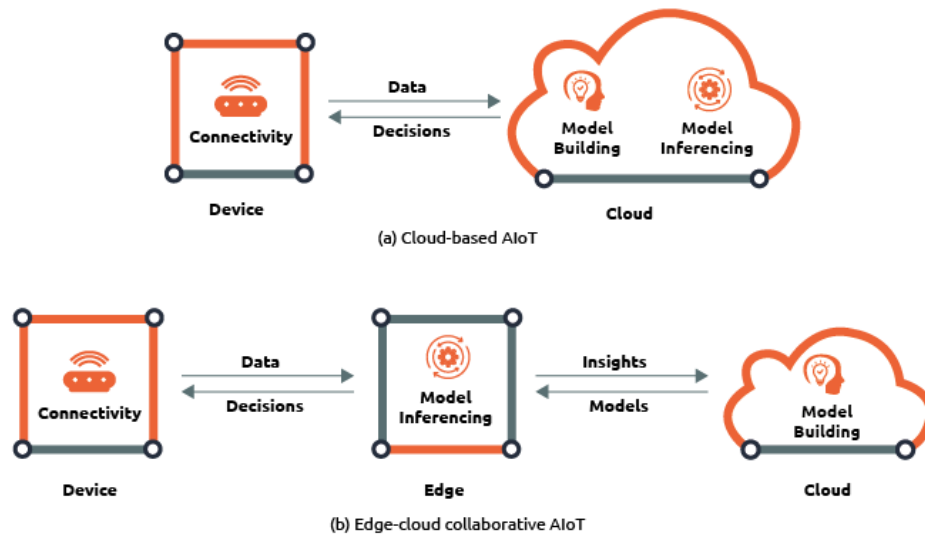 Connectivity
Data
Decisions
Model
Building
Model
Inferencing
Device
Cloud
(a) Cloud-based AIoT
Connectivity
Data
Decisions
Model
Inferencing
Insights
Models
Model
Building
Device
Edge
Cloud
(b) Edge-cloud collaborative AIoT